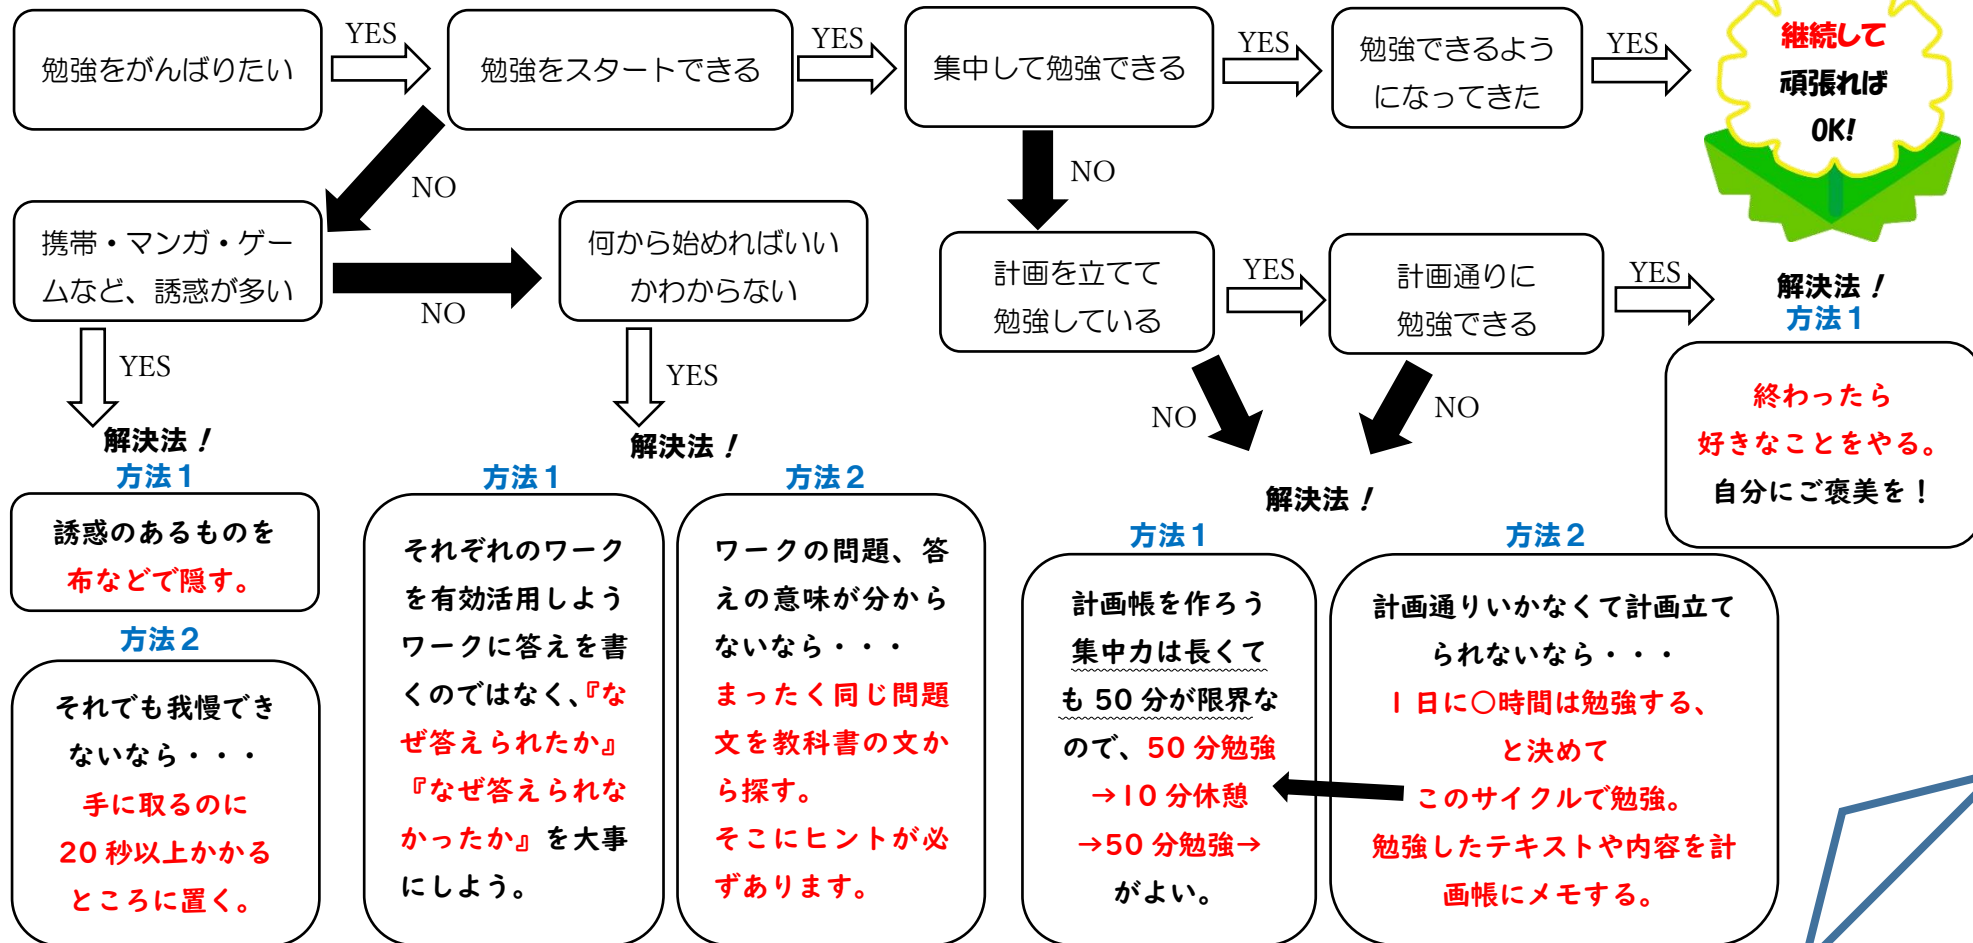 勉強をがんばりたい
YES
勉強をスタートできる
YES
集中して勉強できる
YES
勉強できるよう
になってきた
YES
継続して
頑張れば
OK!
NO
NO
携帯・マンガ・ゲー
ムなど、誘惑が多い
NO
何から始めればいい
かわからない
計画を立てて
勉強している
YES
計画通りに
勉強できる
YES
解決法!
方法1
終わったら
好きなことをやる。
自分にご褒美を！
YES
YES
NO
NO
解決法!
方法1
誘惑のあるものを
布などで隠す。
方法2
それでも我慢でき
ないなら・・・
手に取るのに
20秒以上かかる
ところに置く。
解決法!
方法1
それぞれのワーク
を有効活用しよう
ワークに答えを書
くのではなく、『な
ぜ答えられたか』
『なぜ答えられな
かったか』を大事
にしよう。
方法2
ワークの問題、答
えの意味が分から
ないなら・・・
まったく同じ問題
文を教科書の文か
ら探す。
そこにヒントが必
ずあります。
解決法!
方法1
計画帳を作ろう
集中力は長くて
も50分が限界な
ので、50分勉強
→10分休憩
→50分勉強→
がよい。
方法2
計画通りいかなくて計画立て
られないなら・・・
1日に〇時間は勉強する、
と決めて
このサイクルで勉強。
勉強したテキストや内容を計
画帳にメモする。